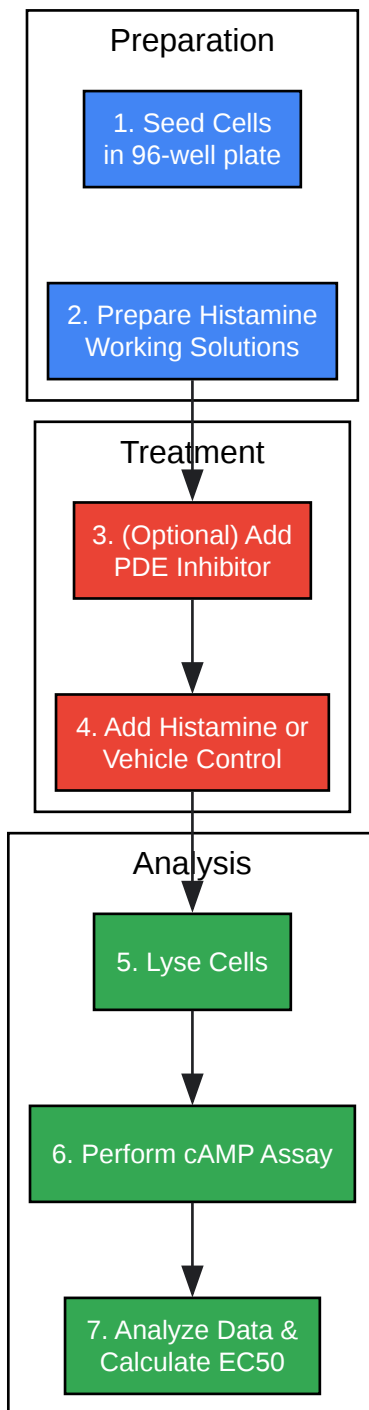 Preparation
1. Seed Cells
in 96-well plate
2. Prepare Histamine
Working Solutions
Treatment
3. (Optional) Add
PDE Inhibitor
4. Add Histamine or
Vehicle Control
Analysis
5. Lyse Cells
6. Perform cAMP Assay
7. Analyze Data &
Calculate EC50